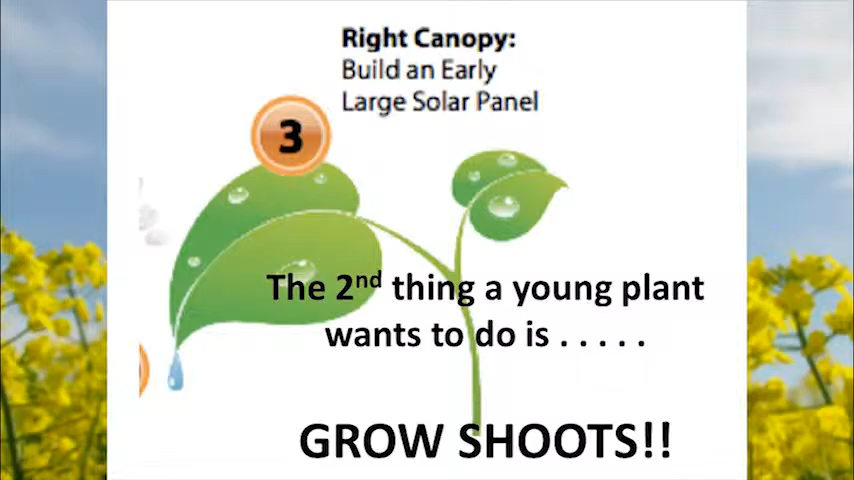 Right Canopy:
Build an Early
Large Solar Panel
3
The 2nd thing a young plant
wants to do is . . . . .
GROW SHOOTS!!